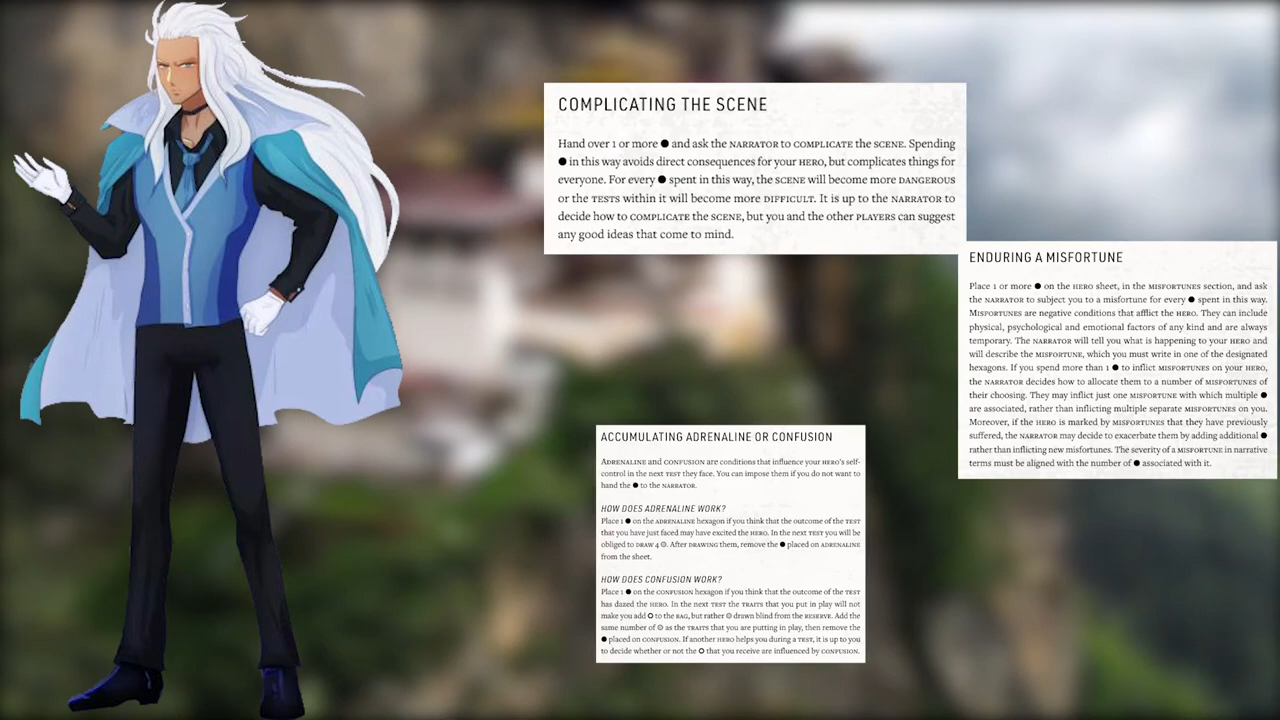 COMPLICATING THE SCENE
Hand over 1 or more ● and ask the NARRATOR to COMPLICATE the SCENE. Spending
● in this way avoids direct consequences for your HERO, but complicates things for
everyone. For every ● spent in this way, the SCENE will become more DANGEROUS
or the TESTS within it will become more DIFFICULT. It is up to the NARRATOR to
decide how to COMPLICATE the SCENE, but you and the other PLAYERS can suggest
any good ideas that come to mind.
ENDURING A MISFORTUNE
Place 1 or more ● on the HERO sheet, in the MISFORTUNES section, and ask
the NARRATOR to subject you to a misfortune for every ● spent in this way.
MISFORTUNES are negative conditions that afflict the HERO. They can include
physical, psychological and emotional factors of any kind and are always
temporary. The NARRATOR will tell you what is happening to your HERO and
will describe the MISFORTUNE, which you must write in one of the designated
hexagons. If you spend more than 1 ● to inflict MISFORTUNES on your HERO,
the NARRATOR decides how to allocate them to a number of MISFORTUNES of
their choosing. They may inflict just one MISFORTUNE with which multiple ●
are associated, rather than inflicting multiple separate MISFORTUNES on you.
Moreover, if the HERO is marked by MISFORTUNES that they have previously
suffered, the NARRATOR may decide to exacerbate them by adding additional ●
rather than inflicting new misfortunes. The severity of a MISFORTUNE in narrative
terms must be aligned with the number of ● associated with it.
ACCUMULATING ADRENALINE OR CONFUSION
ADRENALINE and CONFUSION are conditions that influence your HERO's self-
control in the next TEST they face. You can impose them if you do not want to
hand the ● to the NARRATOR.
HOW DOES ADRENALINE WORK?
Place 1 ● on the ADRENALINE hexagon if you think that the outcome of the TEST
that you have just faced may have excited the HERO. In the next TEST you will be
obliged to DRAW 4 ⊙. After DRAWING them, remove the ● placed on ADRENALINE
from the sheet.
HOW DOES CONFUSION WORK?
Place 1 ● on the CONFUSION hexagon if you think that the outcome of the TEST
has dazed the HERO. In the next TEST the TRAITS that you put in play will not
make you add ○ to the BAG, but rather ⊙ drawn blind from the RESERVE. Add the
same number of ⊙ as the TRAITS that you are putting in play, then remove the
● placed on CONFUSION. If another HERO helps you during a TEST, it is up to you
to decide whether or not the ○ that you receive are influenced by CONFUSION.